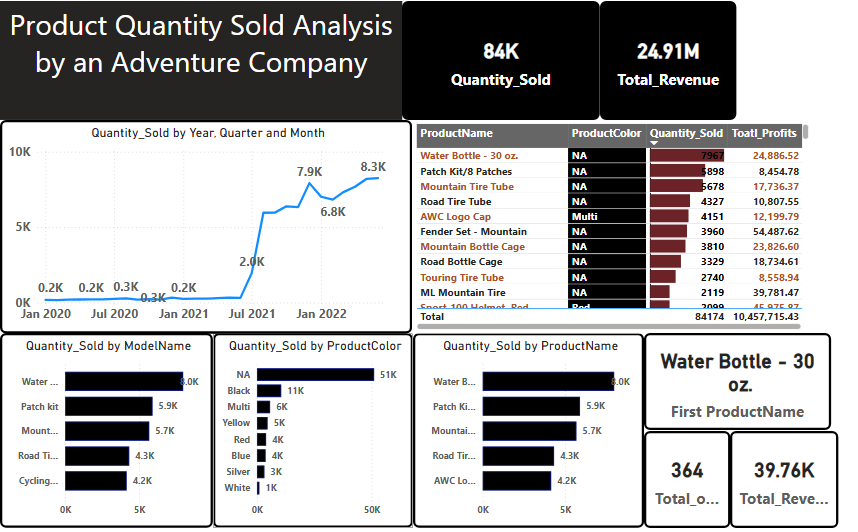 Product Quantity Sold Analysis
by an Adventure Company
84K
Quantity_Sold
24.91M
Total_Revenue
Quantity_Sold by Year, Quarter and Month
10K
5K
0K
0.2K
0.2K
0.3K
0.3K
0.2K
2.0K
7.9K
6.8K
8.3K
Jan 2020 Jul 2020 Jan 2021 Jul 2021 Jan 2022
ProductName ProductColor Quantity_Sold Toatl_Profits
Water Bottle - 30 oz. NA 7967 24,886.52
Patch Kit/8 Patches NA 5898 8,454.78
Mountain Tire Tube NA 5678 17,736.37
Road Tire Tube NA 4327 10,807.55
AWC Logo Cap Multi 4151 12,199.79
Fender Set - Mountain NA 3960 54,487.62
Mountain Bottle Cage NA 3810 23,826.60
Road Bottle Cage NA 3329 18,734.61
Touring Tire Tube NA 2740 8,558.94
ML Mountain Tire NA 2119 39,781.47
Sport-100 Helmet, Red Red 2099 45,975.87
Total 84174 10,457,715.43
Quantity_Sold by ModelName
Water ... 8.0K
Patch kit 5.9K
Mount... 5.7K
Road Ti... 4.3K
Cycling... 4.2K
0K 5K
Quantity_Sold by ProductColor
NA 51K
Black 11K
Multi 6K
Yellow 5K
Red 4K
Blue 4K
Silver 3K
White 1K
0K 50K
Quantity_Sold by ProductName
Water B... 8.0K
Patch Ki... 5.9K
Mountai... 5.7K
Road Tir... 4.3K
AWC Lo... 4.2K
0K 5K
Water Bottle - 30
oz.
First ProductName
364
Total_o...
39.76K
Total_Reve...